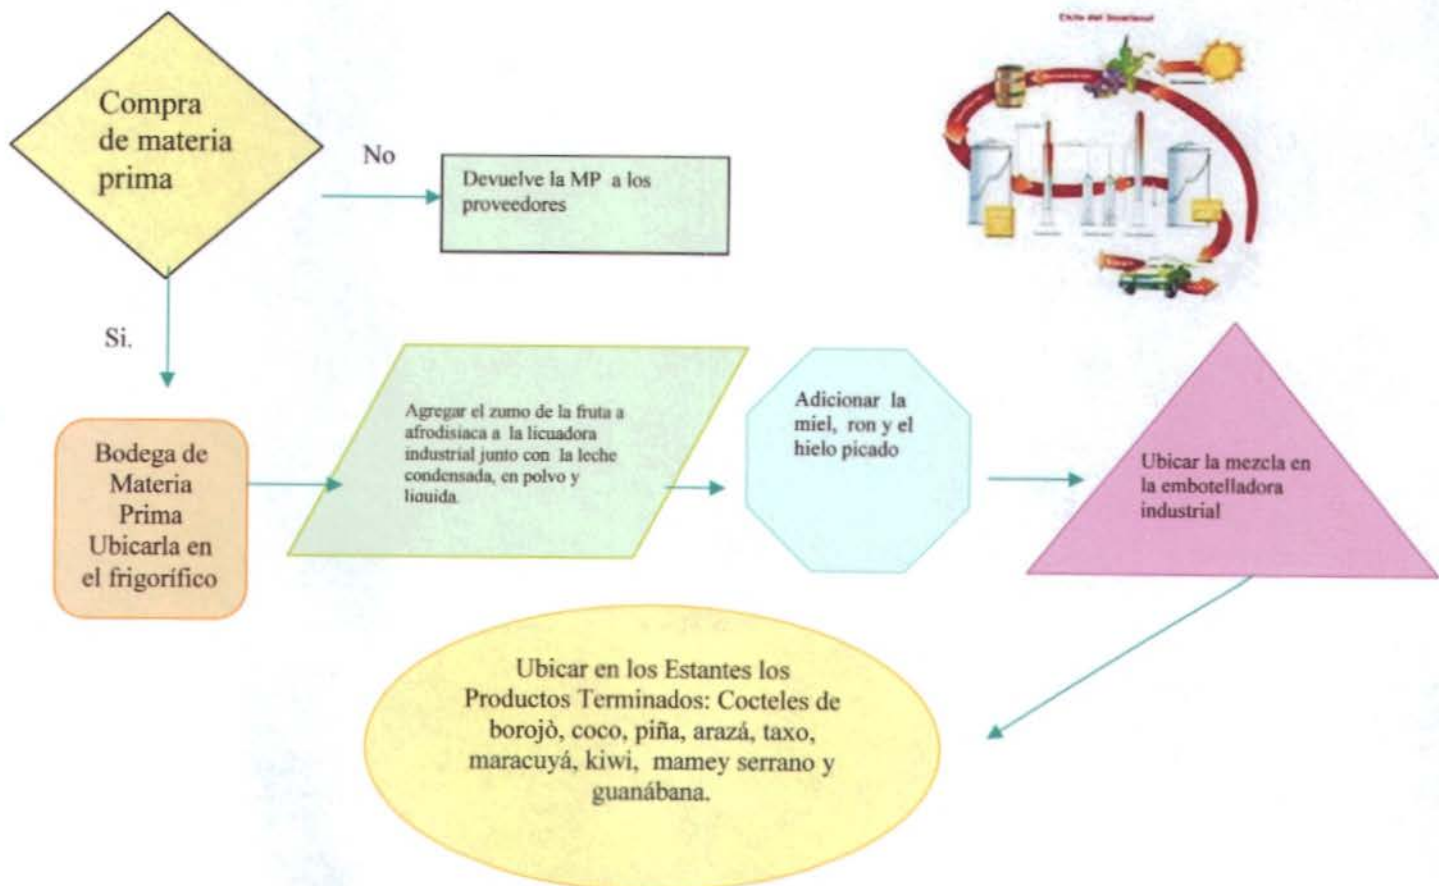 Ciclo del bioetanol
Compra
de materia
prima
No
Devuelve la MP a los
proveedores
Si.
Bodega de
Materia
Prima
Ubicarla en
el frigorífico
Agregar el zumo de la fruta a
afrodisiaca a la licuadora
industrial junto con la leche
condensada, en polvo y
liquida.
Adicionar la
miel, ron y el
hielo picado
Ubicar la mezcla en
la embotelladora
industrial
Ubicar en los Estantes los
Productos Terminados: Cocteles de
borojò, coco, piña, arazá, taxo,
maracuyá, kiwi, mamey serrano y
guanábana.